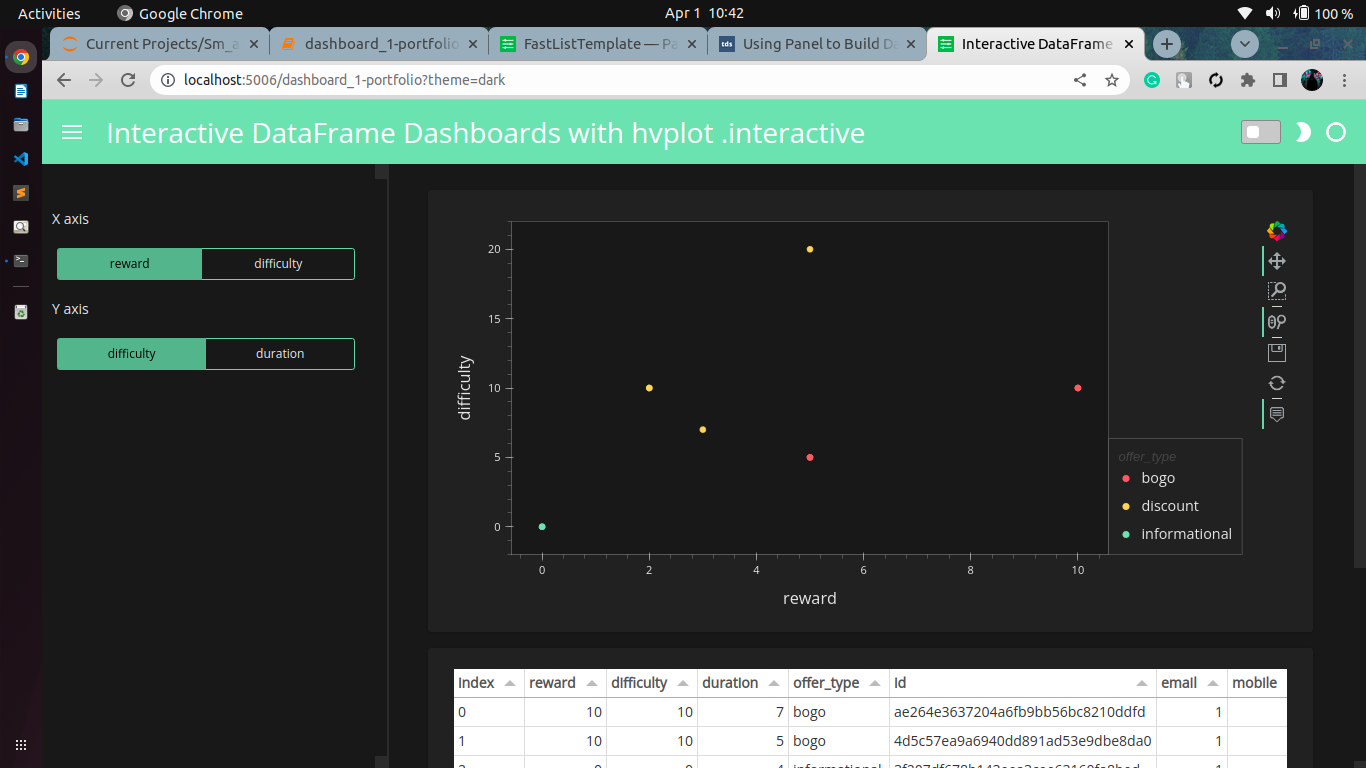 Activities Google Chrome Apr 1 10:42 100 %
Current Projects/Sm_a dashboard_1-portfolio FastListTemplate — Pa Using Panel to Build Da Interactive DataFrame
tds
localhost:5006/dashboard_1-portfolio?theme=dark
Interactive DataFrame Dashboards with hvplot .interactive
X axis
reward difficulty
Y axis
difficulty duration
difficulty
20
15
10
5
0
0 2 4 6 8 10
reward
offer_type
bogo
discount
informational
Index reward difficulty duration offer_type id email mobile
0 10 10 7 bogo ae264e3637204a6fb9bb56bc8210ddfd 1
1 10 10 5 bogo 4d5c57ea9a6940dd891ad53e9dbe8da0 1